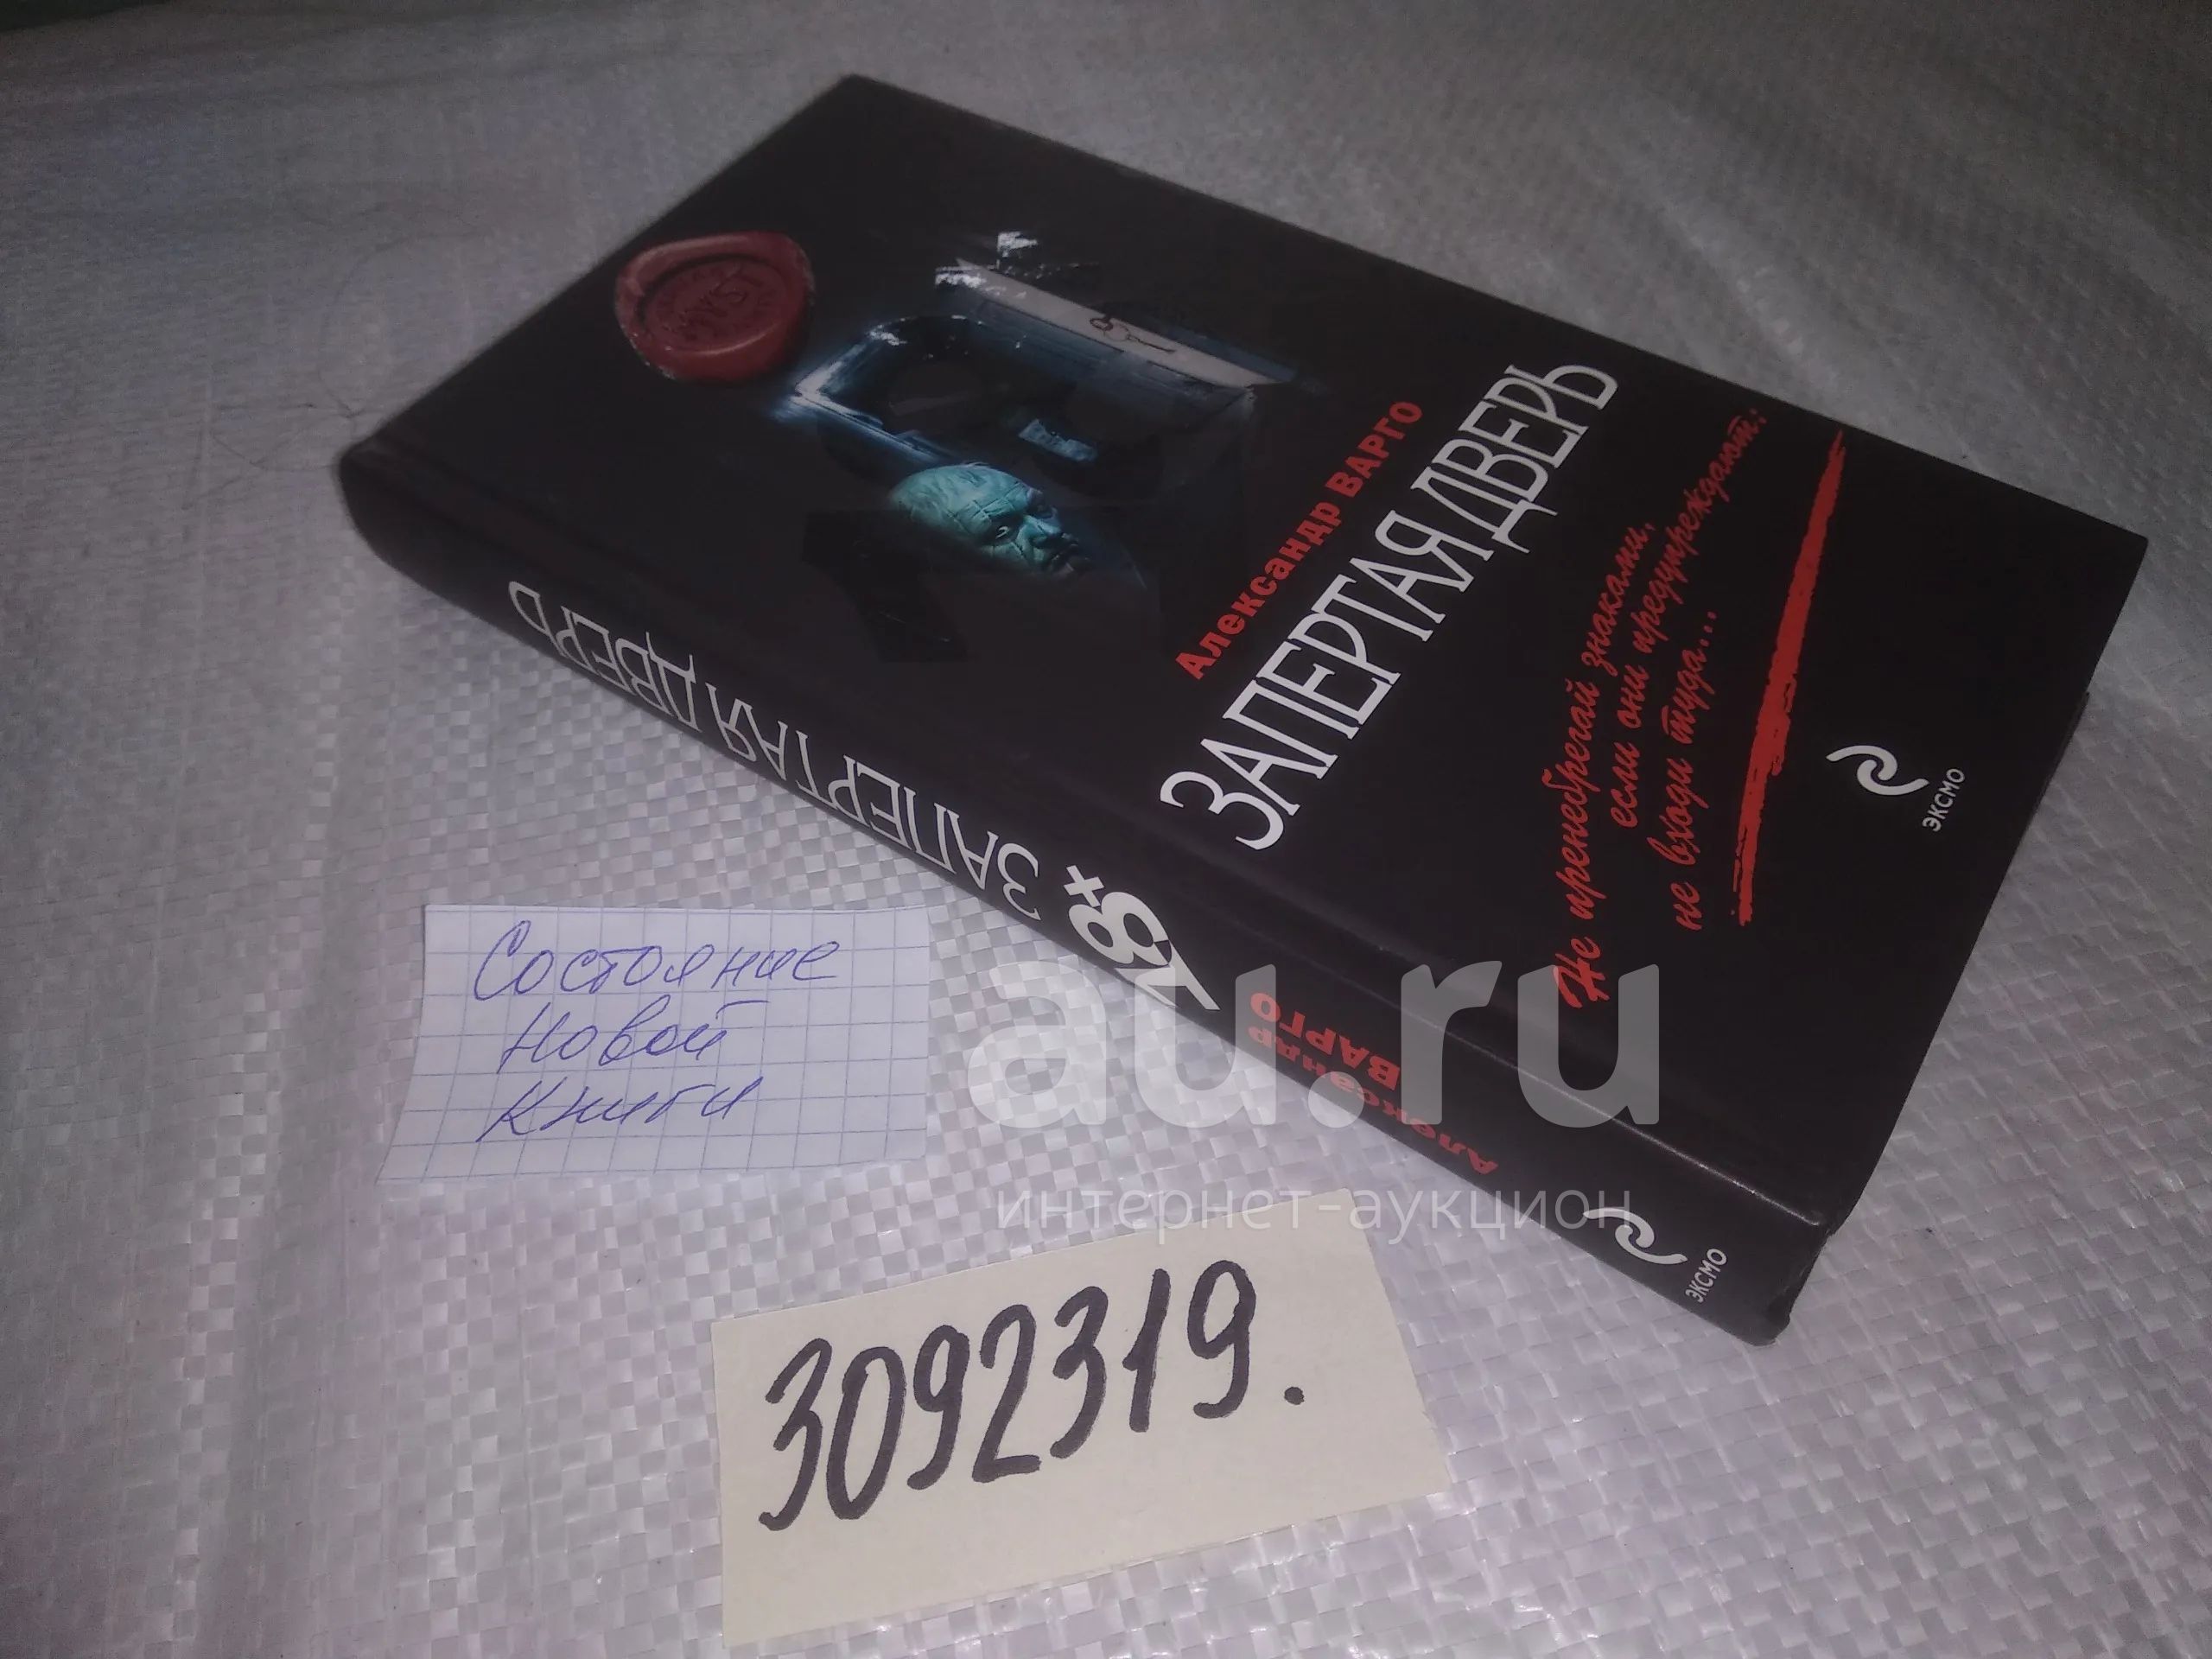 Александр ВАРГО
ЗАПЕРТАЯ ДВЕРЬ
Не пренебрегай знаками,
если они предупреждают:
не входи туда...
эксмо
ЗАПЕРТАЯ ДВЕРЬ
Александр
ВАРГО
эксмо
Состояние
новой
книги
3092319.
au.ru
интернет-аукцион